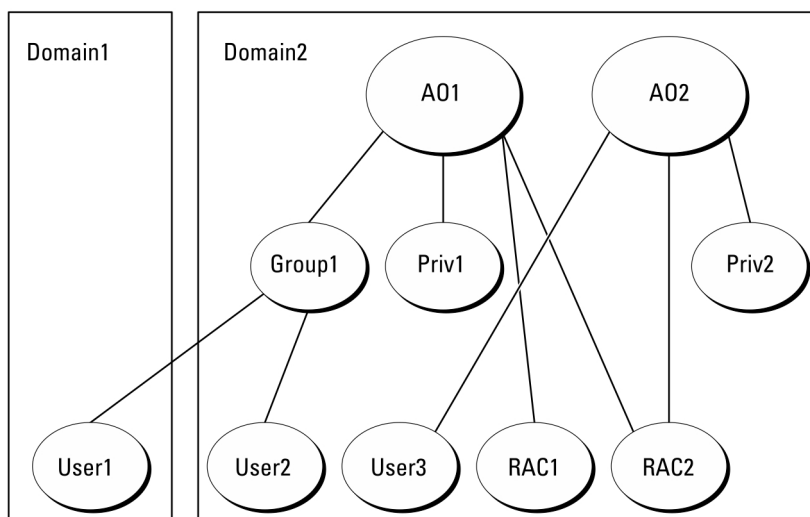 Domain1
Domain2
AO1
AO2
Group1
Priv1
Priv2
User1
User2
User3
RAC1
RAC2